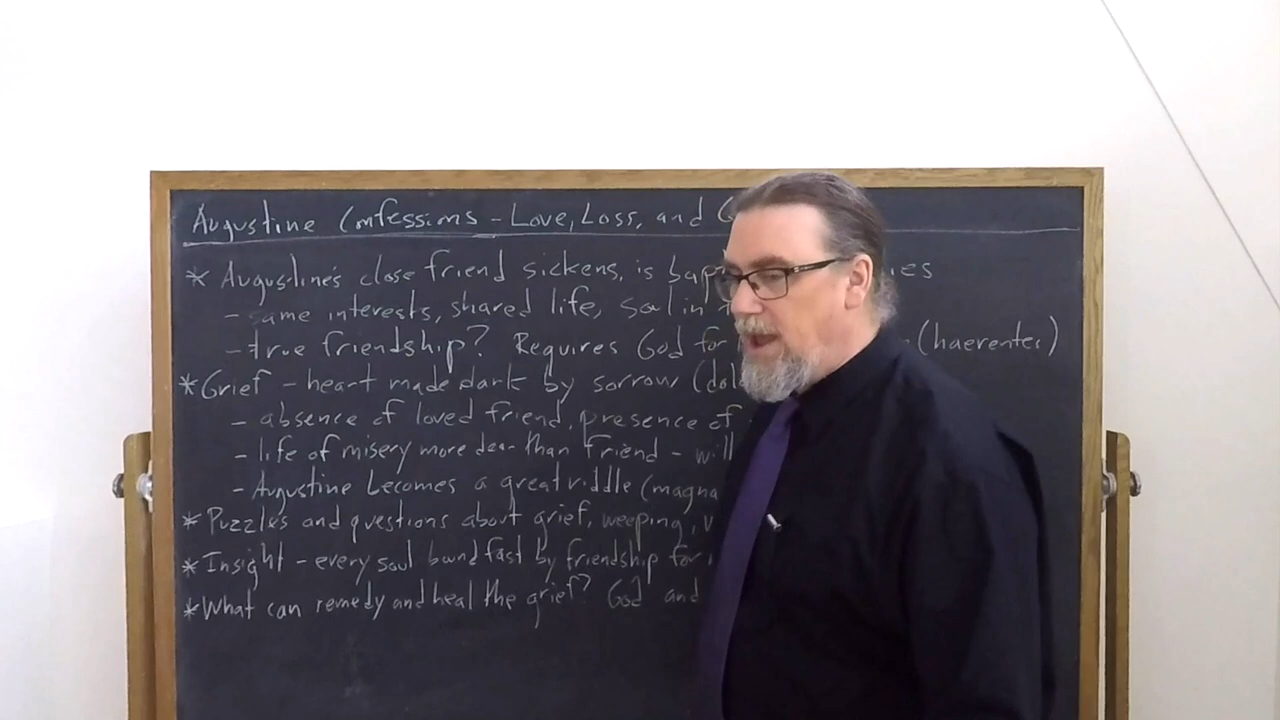 Augustine Confessions - Love, Loss, and G
* Augustine's close friend sickens, is bap ies
- same interests, shared life, soul in
- true friendship? Requires God for (haerentes)
* Grief - heart made dark by sorrow (dol
- absence of loved friend, presence of
- life of misery more dear than friend - will
- Augustine becomes a great riddle (magna
* Puzzles and questions about grief, weeping,
* Insight - every soul bound fast by friendship for
* What can remedy and heal the grief? God and